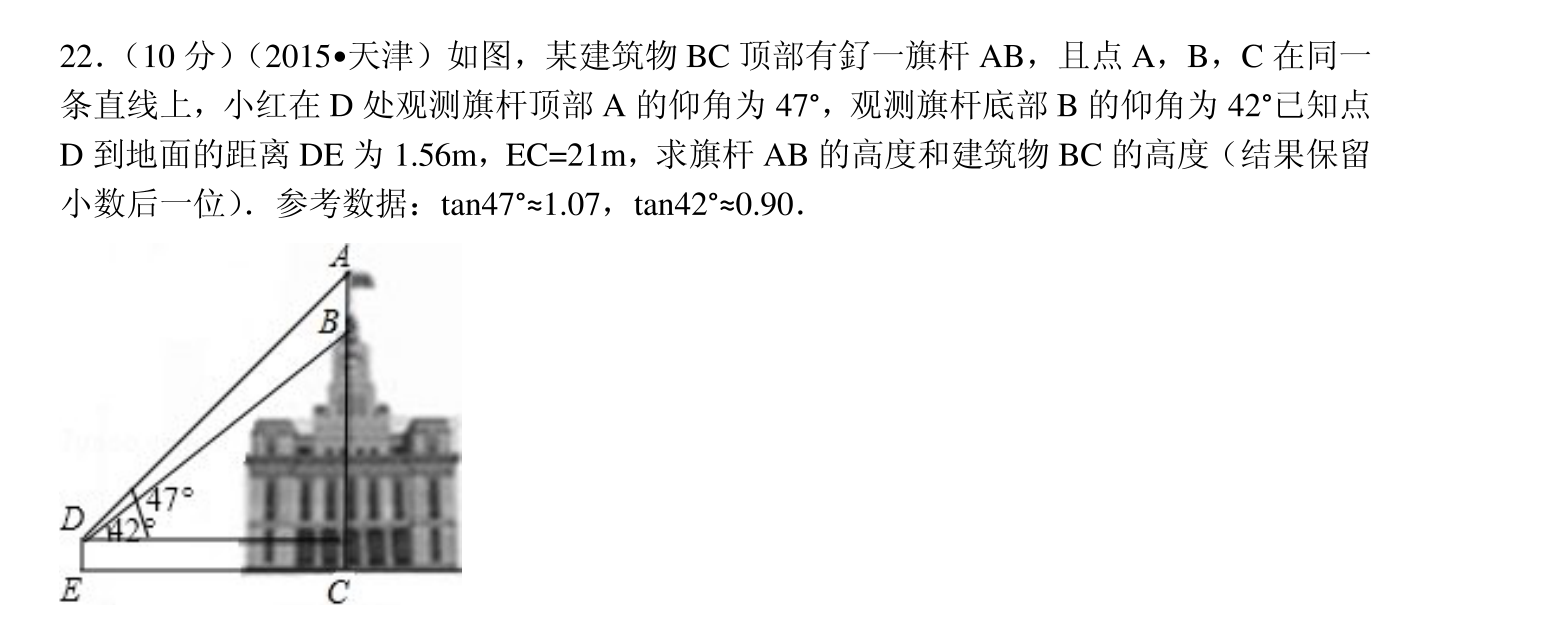 22.（10 分）（2015•天津）如图，某建筑物 BC 顶部有釘一旗杆 AB，且点 A，B，C 在同一
条直线上，小红在 D 处观测旗杆顶部 A 的仰角为 47°，观测旗杆底部 B 的仰角为 42°已知点
D 到地面的距离 DE 为 1.56m，EC=21m，求旗杆 AB 的高度和建筑物 BC 的高度（结果保留
小数后一位）．参考数据：tan47°≈1.07，tan42°≈0.90．
A
B
47°
D
42°
E
C